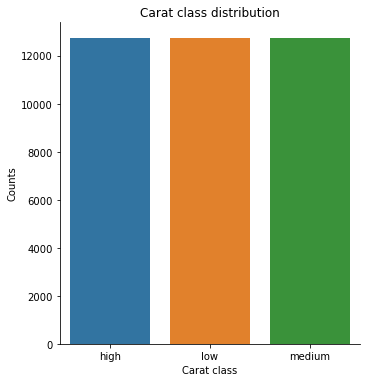 Carat class distribution
12000
10000
8000
6000
4000
2000
0
Counts
high low medium
Carat class